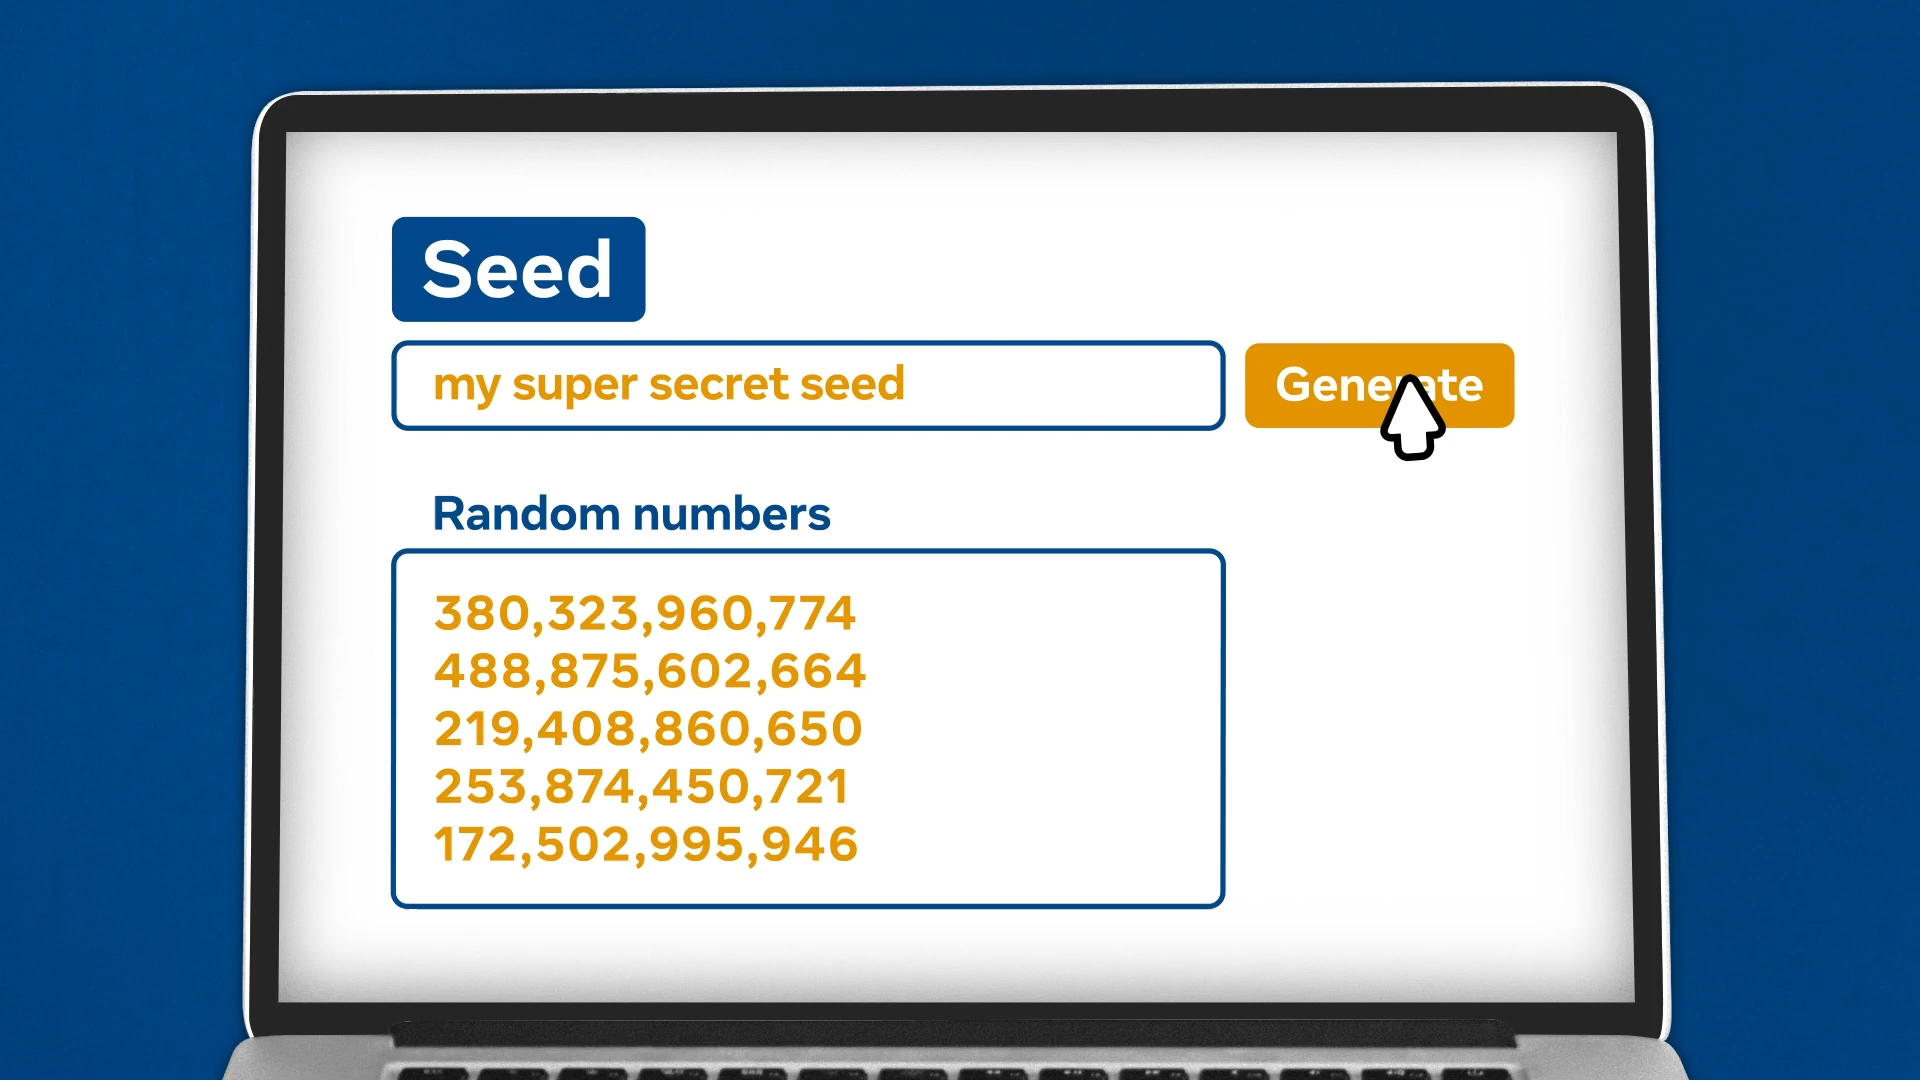 Seed
my super secret seed
Generate
Random numbers
380,323,960,774
488,875,602,664
219,408,860,650
253,874,450,721
172,502,995,946